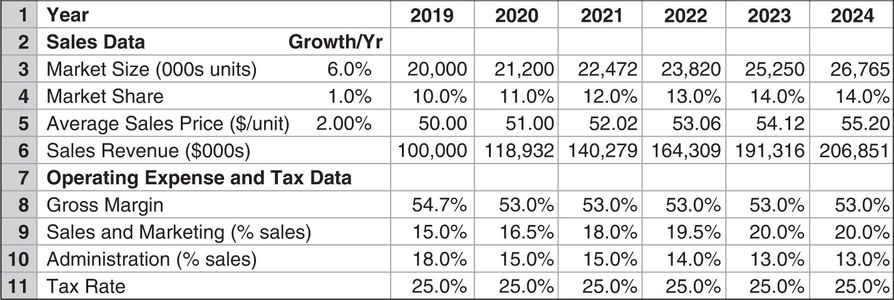 1 Year 2019 2020 2021 2022 2023 2024
2 Sales Data Growth/Yr
3 Market Size (000s units) 6.0% 20,000 21,200 22,472 23,820 25,250 26,765
4 Market Share 1.0% 10.0% 11.0% 12.0% 13.0% 14.0% 14.0%
5 Average Sales Price ($/unit) 2.00% 50.00 51.00 52.02 53.06 54.12 55.20
6 Sales Revenue ($000s) 100,000 118,932 140,279 164,309 191,316 206,851
7 Operating Expense and Tax Data
8 Gross Margin 54.7% 53.0% 53.0% 53.0% 53.0% 53.0%
9 Sales and Marketing (% sales) 15.0% 16.5% 18.0% 19.5% 20.0% 20.0%
10 Administration (% sales) 18.0% 15.0% 15.0% 14.0% 13.0% 13.0%
11 Tax Rate 25.0% 25.0% 25.0% 25.0% 25.0% 25.0%